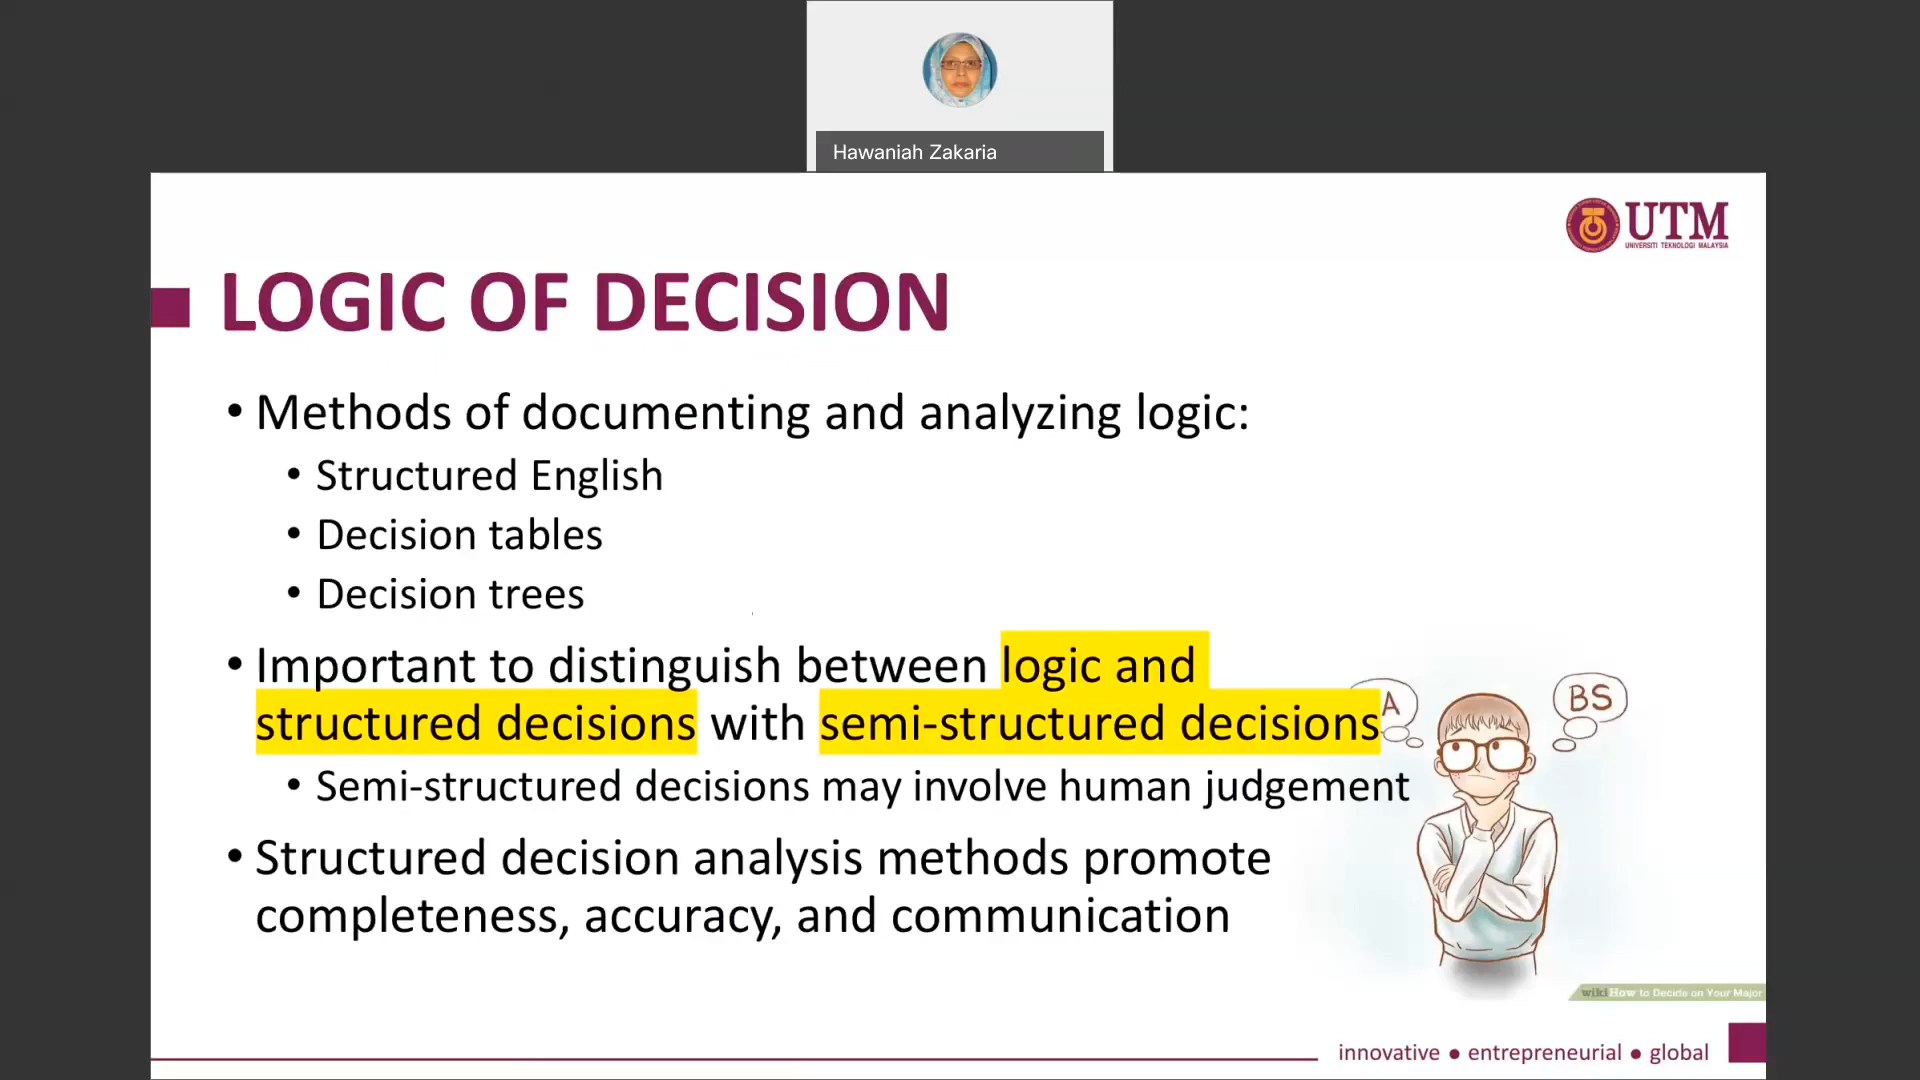 Hawaniah Zakaria
UTM
UNIVERSITI TEKNOLOGI MALAYSIA
LOGIC OF DECISION
• Methods of documenting and analyzing logic:
• Structured English
• Decision tables
• Decision trees
• Important to distinguish between logic and
structured decisions with semi-structured decisions
A
BS
• Semi-structured decisions may involve human judgement
• Structured decision analysis methods promote
completeness, accuracy, and communication
wikiHow to Decide on Your Major
innovative ● entrepreneurial ● global